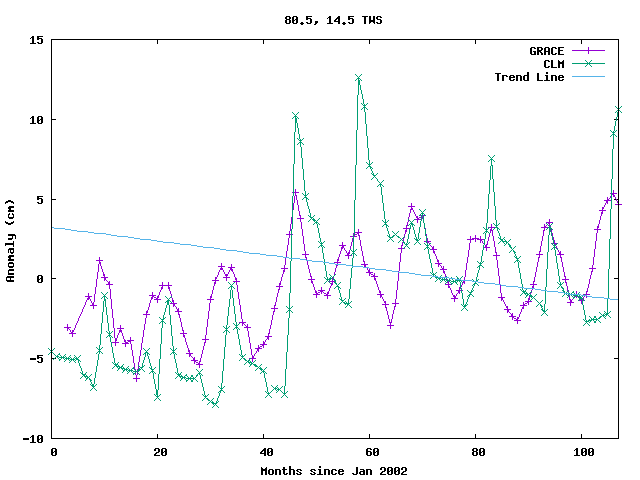 80.5, 14.5 TWS
GRACE
CLM
Trend Line
Anomaly (cm)
15
10
5
0
-5
-10
0 20 40 60 80 100
Months since Jan 2002